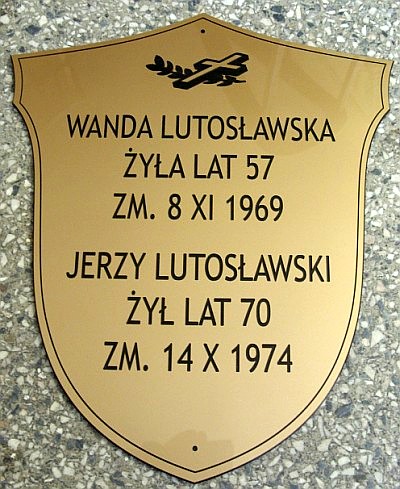 WANDA LUTOSŁAWSKA
ŻYŁA LAT 57
ZM. 8 XI 1969
JERZY LUTOSŁAWSKI
ŻYŁ LAT 70
ZM. 14 X 1974